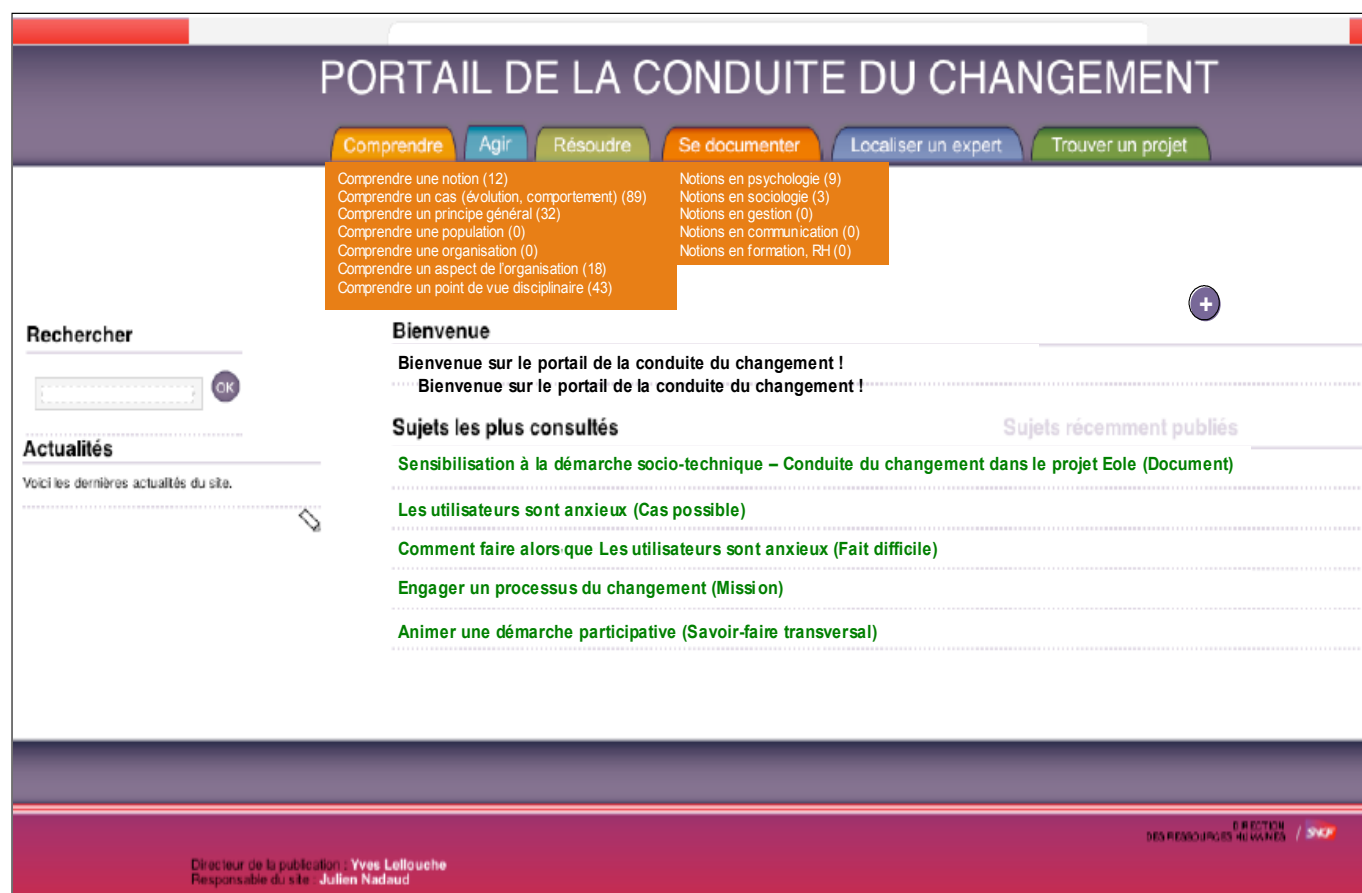 PORTAIL DE LA CONDUITE DU CHANGEMENT
Comprendre Agir Résoudre Se documenter Localiser un expert Trouver un projet
Comprendre une notion (12)
Comprendre un cas (évolution, comportement) (89)
Comprendre un principe général (32)
Comprendre une population (0)
Comprendre une organisation (0)
Comprendre un aspect de l'organisation (18)
Comprendre un point de vue disciplinaire (43)
Notions en psychologie (9)
Notions en sociologie (3)
Notions en gestion (0)
Notions en communication (0)
Notions en formation, RH (0)
+
Rechercher
OK
Actualités
Voici les dernières actualités du site.
Bienvenue
Bienvenue sur le portail de la conduite du changement !
Bienvenue sur le portail de la conduite du changement !
Sujets les plus consultés Sujets récemment publiés
Sensibilisation à la démarche socio-technique – Conduite du changement dans le projet Eole (Document)
Les utilisateurs sont anxieux (Cas possible)
Comment faire alors que Les utilisateurs sont anxieux (Fait difficile)
Engager un processus du changement (Mission)
Animer une démarche participative (Savoir-faire transversal)
DIRECTION
DES RESSOURCES HUMAINES / SNCF
Directeur de la publication : Yves Lellouche
Responsable du site : Julien Nadaud